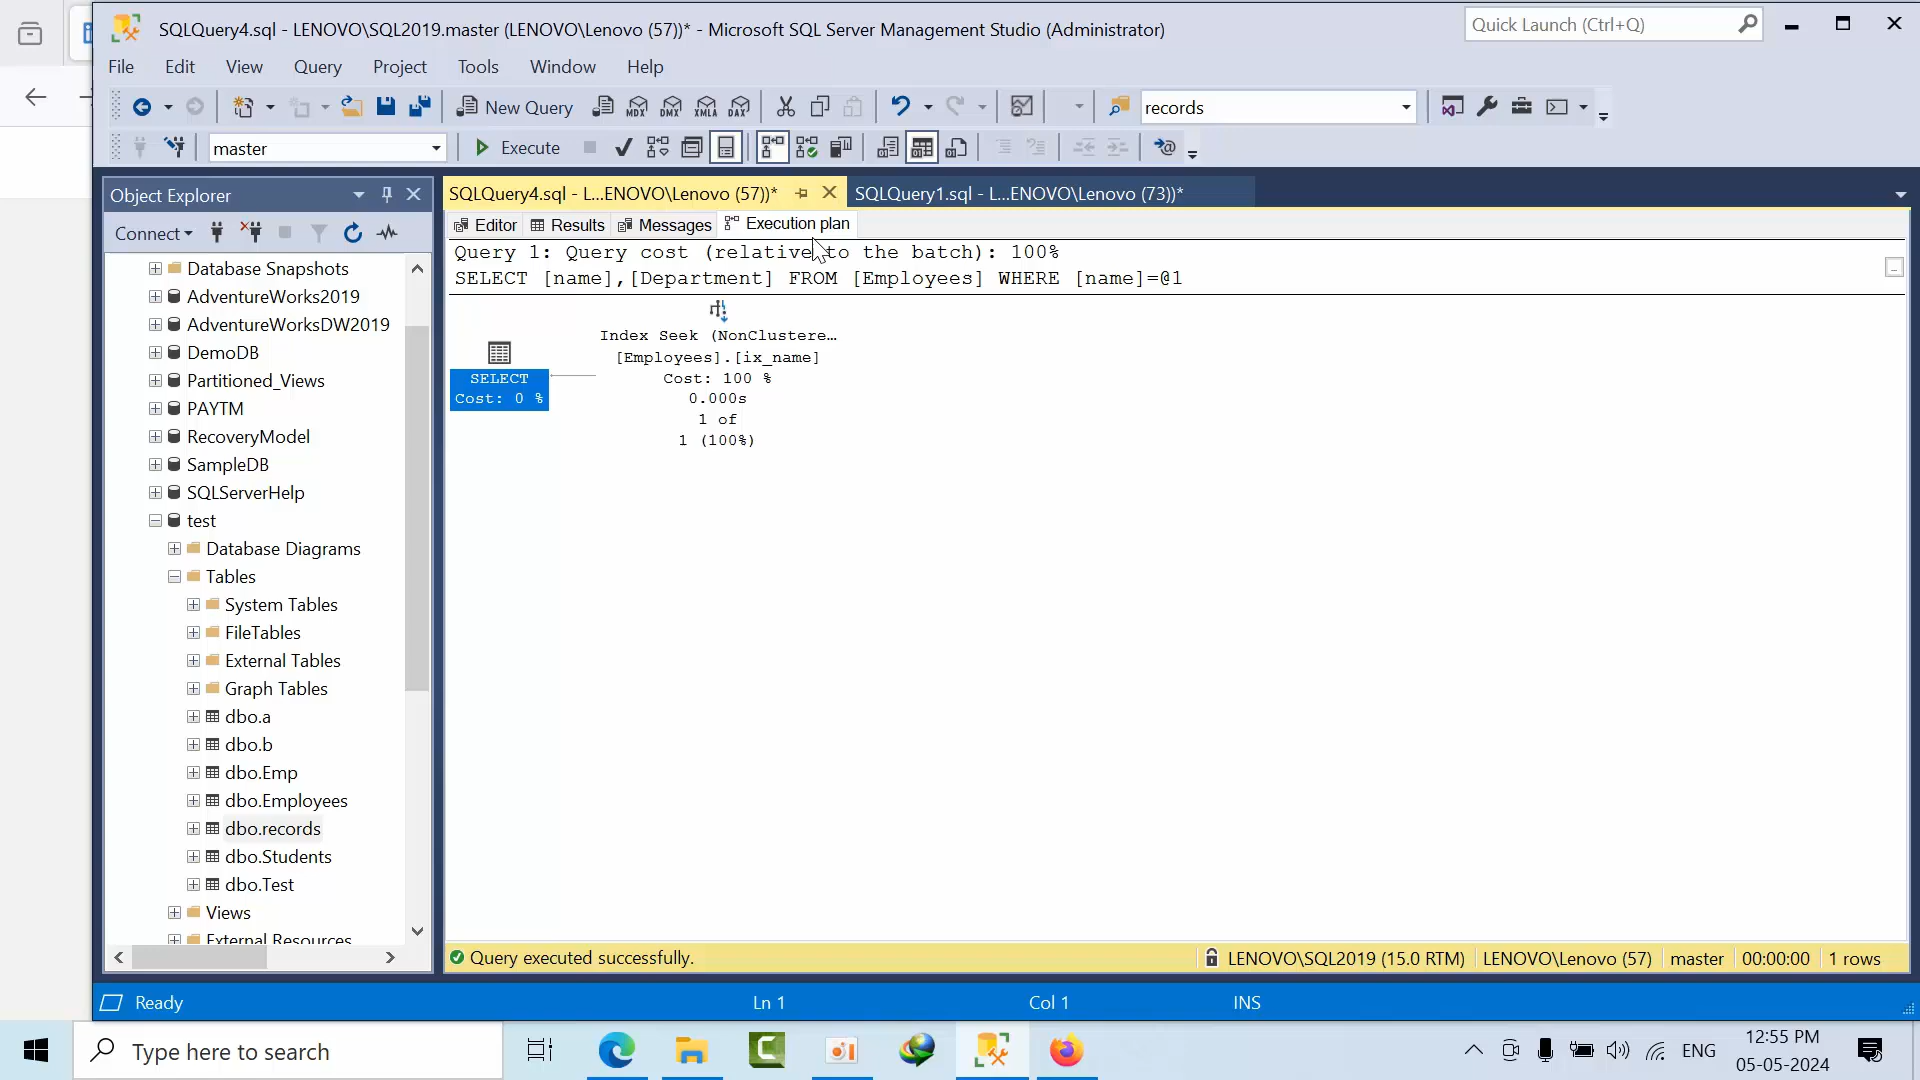 SQLQuery4.sql - LENOVO\SQL2019.master (LENOVO\Lenovo (57))* - Microsoft SQL Server Management Studio (Administrator)
Quick Launch (Ctrl+Q)
File Edit View Query Project Tools Window Help
New Query
MDX DMX XMLA DAX
records
master
Execute
Object Explorer
SQLQuery4.sql - L...ENOVO\Lenovo (57))*
SQLQuery1.sql - L...ENOVO\Lenovo (73))*
Connect
Editor Results Messages Execution plan
Query 1: Query cost (relative to the batch): 100%
SELECT [name],[Department] FROM [Employees] WHERE [name]=@1
Index Seek (NonClustere…
[Employees].[ix_name]
Cost: 100 %
0.000s
1 of
1 (100%)
SELECT
Cost: 0 %
Database Snapshots
AdventureWorks2019
AdventureWorksDW2019
DemoDB
Partitioned_Views
PAYTM
RecoveryModel
SampleDB
SQLServerHelp
test
Database Diagrams
Tables
System Tables
FileTables
External Tables
Graph Tables
dbo.a
dbo.b
dbo.Emp
dbo.Employees
dbo.records
dbo.Students
dbo.Test
Views
External Resources
Query executed successfully.
LENOVO\SQL2019 (15.0 RTM) LENOVO\Lenovo (57) master 00:00:00 1 rows
Ready Ln 1 Col 1 INS
Type here to search
ENG
12:55 PM
05-05-2024